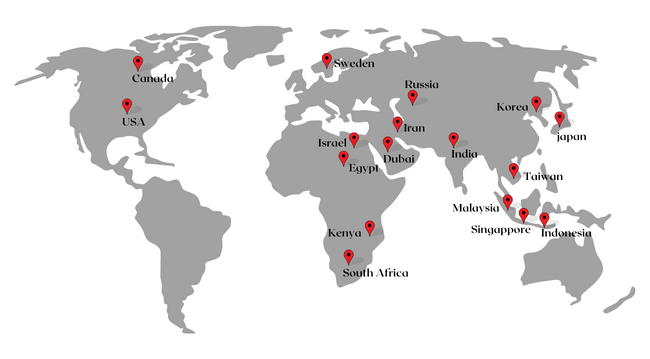 Sweden
Canada
Russia
Korea
USA
Iran
japan
Israel
India
Dubai
Egypt
Taiwan
Malaysia
Singappore
Indonesia
Kenya
South Africa